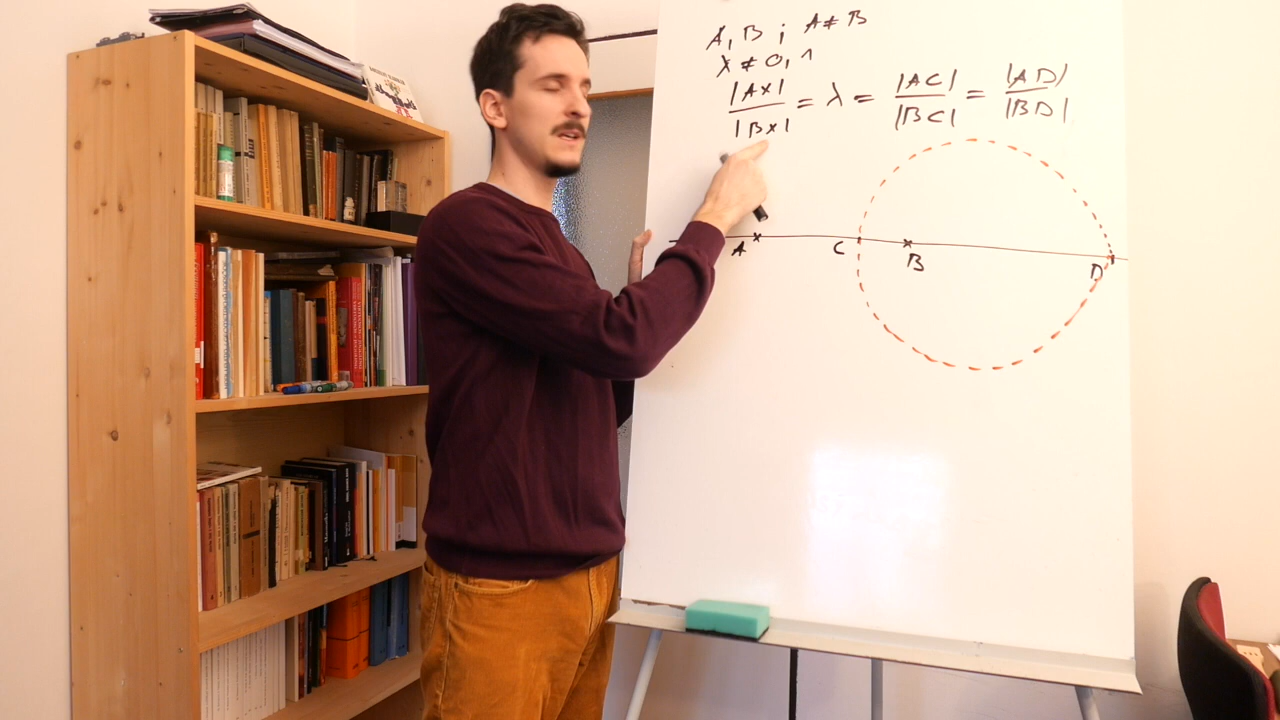 A, B ; A ≠ B
λ ≠ 0, 1
|AX| / |BX| = λ = |AC| / |BC| = |AD| / |BD|
A C B D